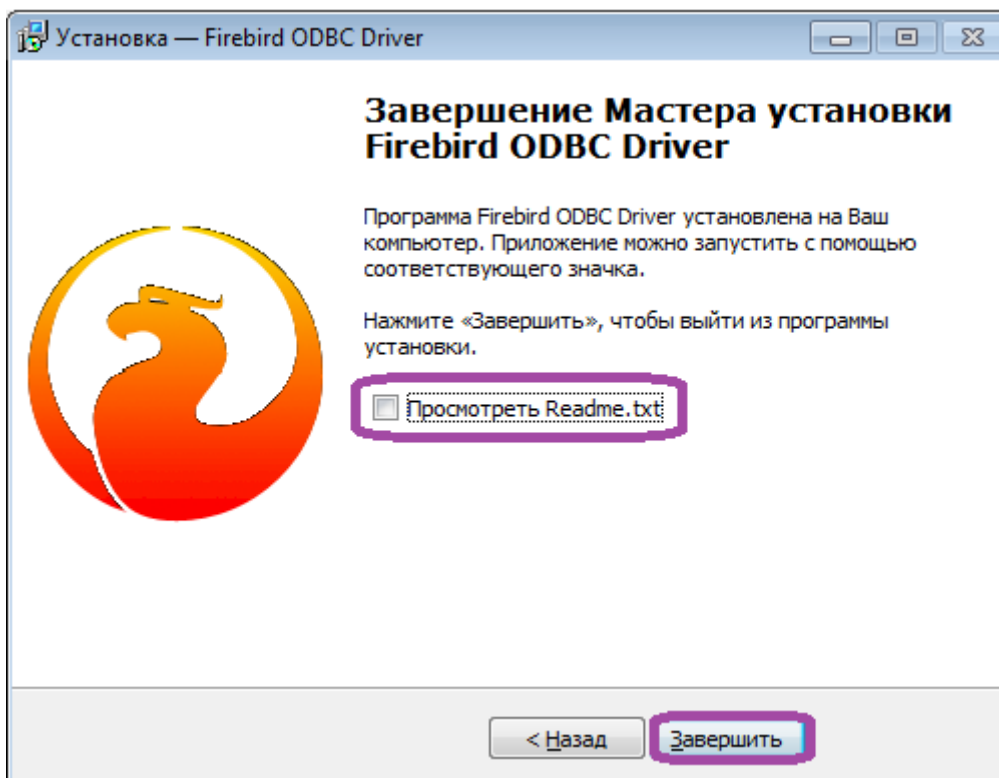 Установка — Firebird ODBC Driver
Завершение Мастера установки
Firebird ODBC Driver
Программа Firebird ODBC Driver установлена на Ваш
компьютер. Приложение можно запустить с помощью
соответствующего значка.
Нажмите «Завершить», чтобы выйти из программы
установки.
Просмотреть Readme.txt
< Назад
Завершить